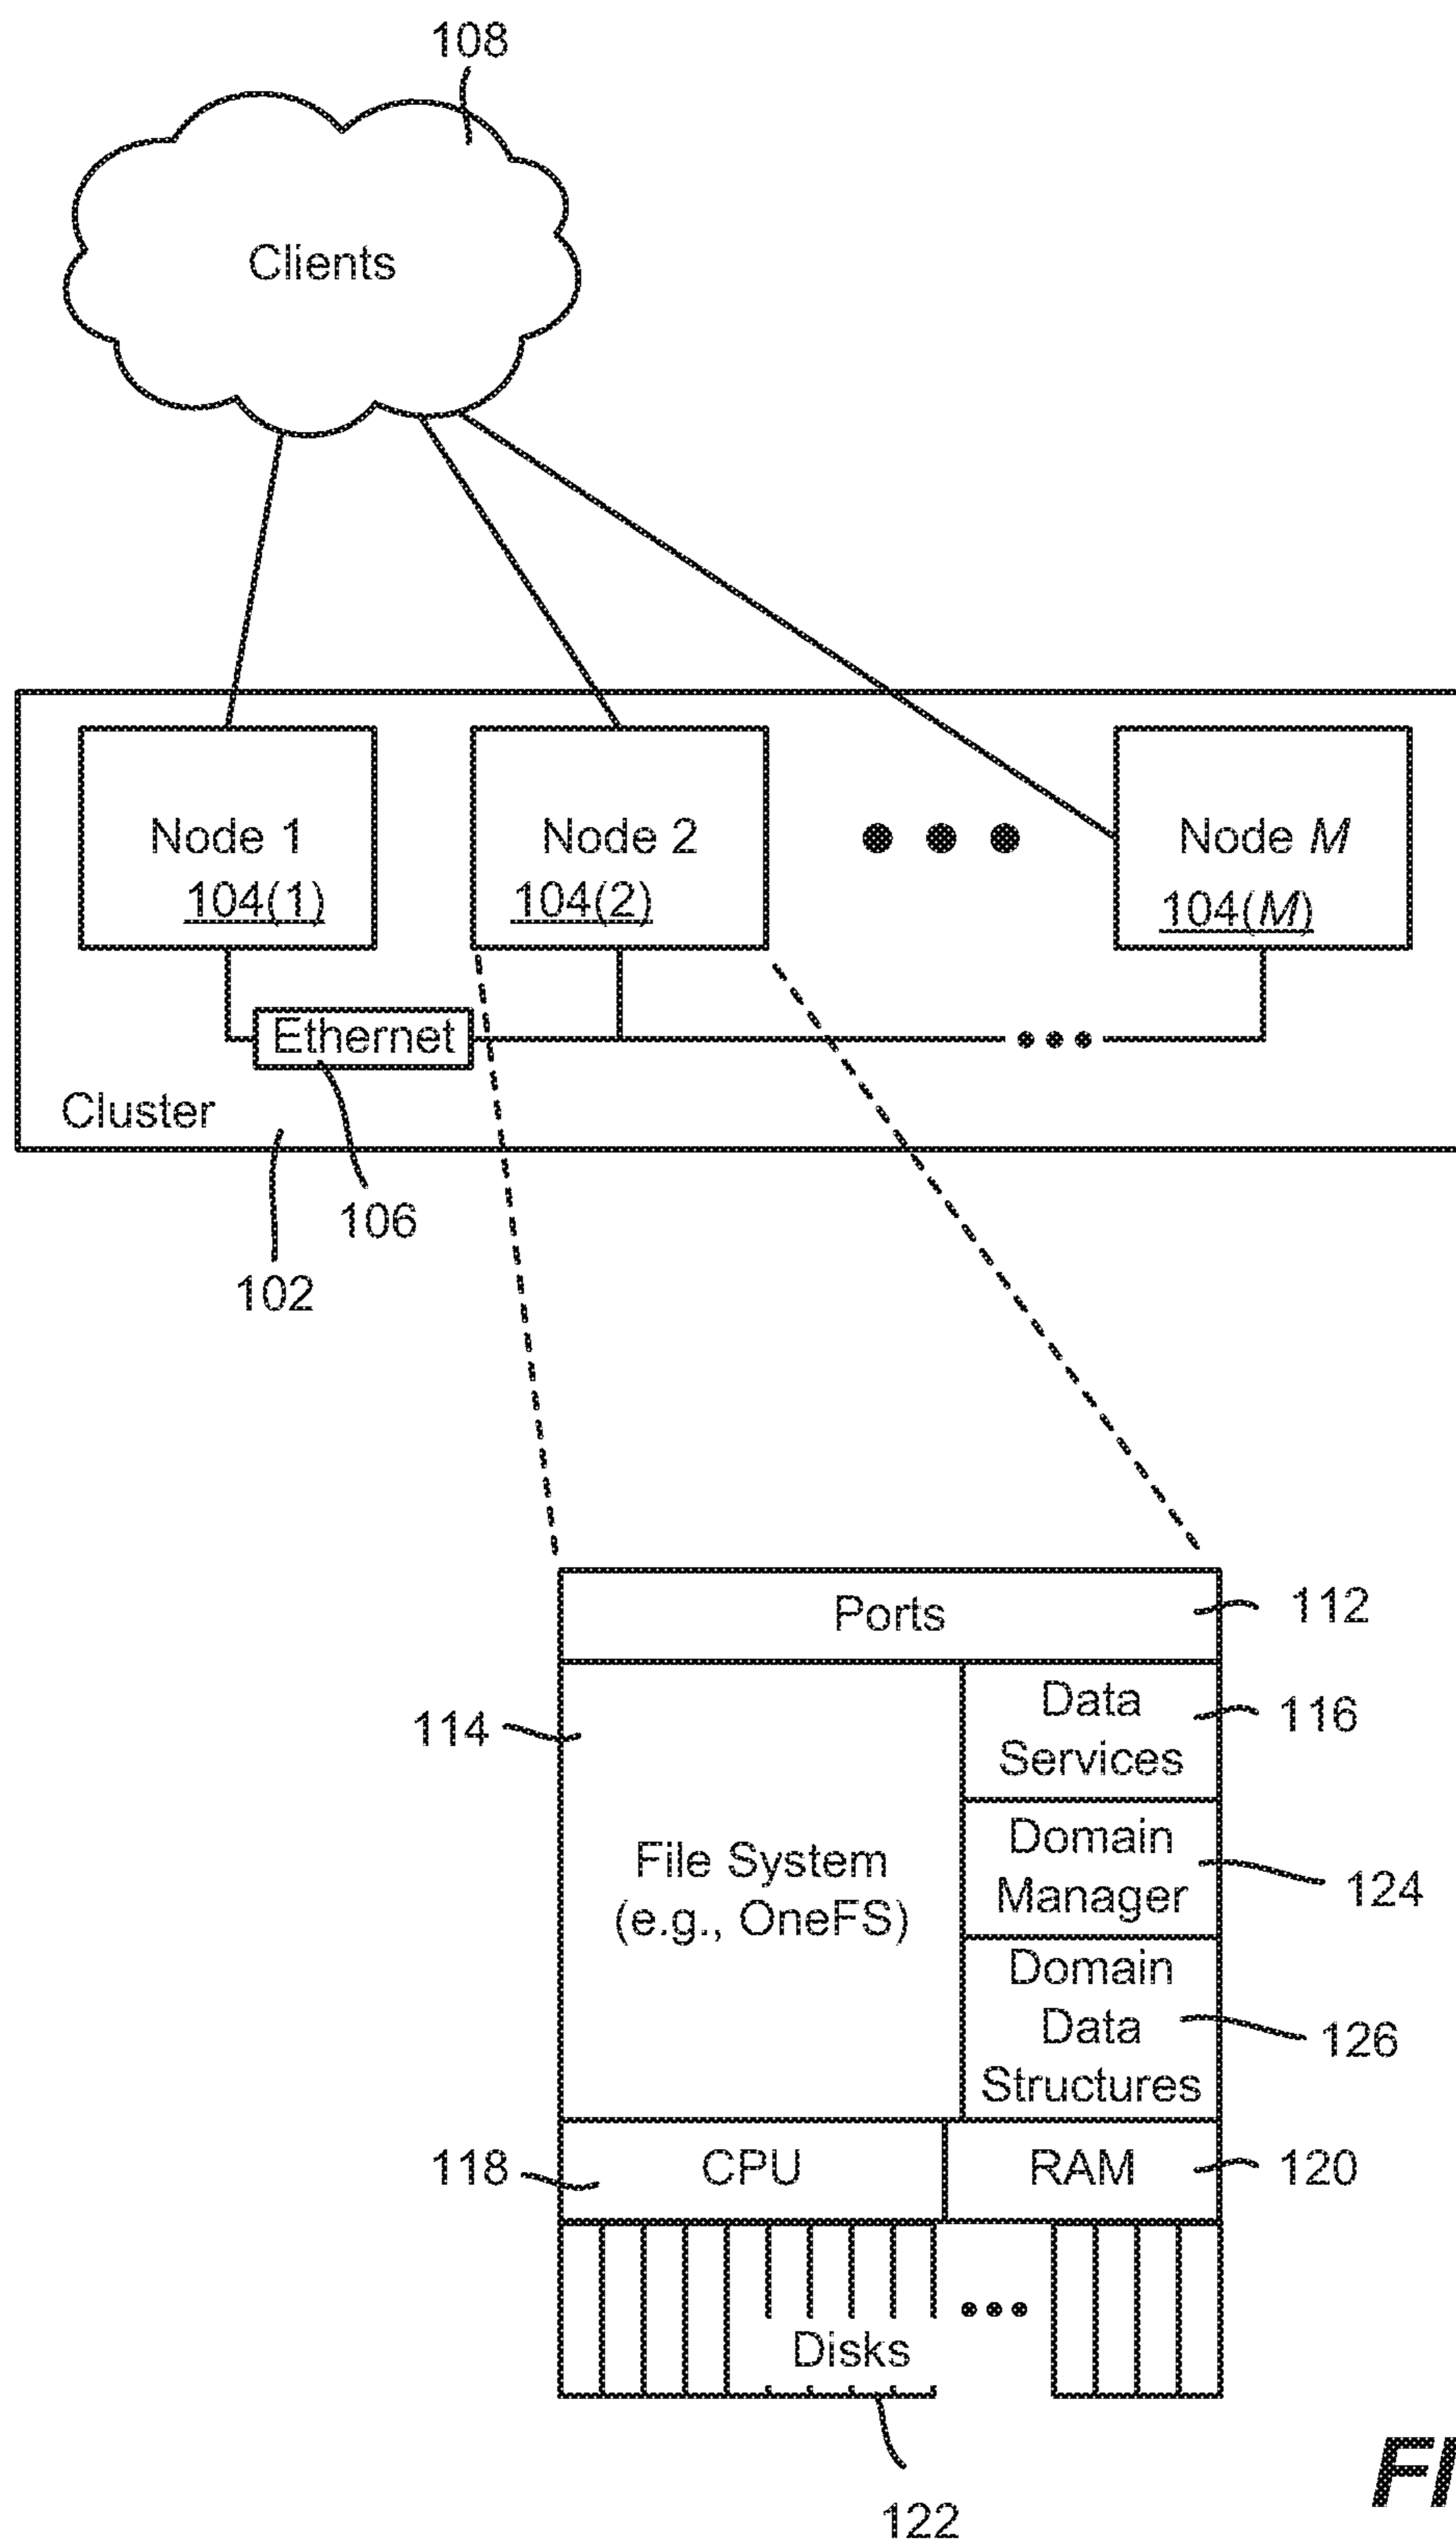 108
Clients
Node 1
104(1)
Node 2
104(2)
Node M
104(M)
Ethernet
Cluster
106
102
Ports
112
114
Data
Services
116
File System
(e.g., OneFS)
Domain
Manager
124
Domain
Data
Structures
126
118
CPU
RAM
120
Disks
122